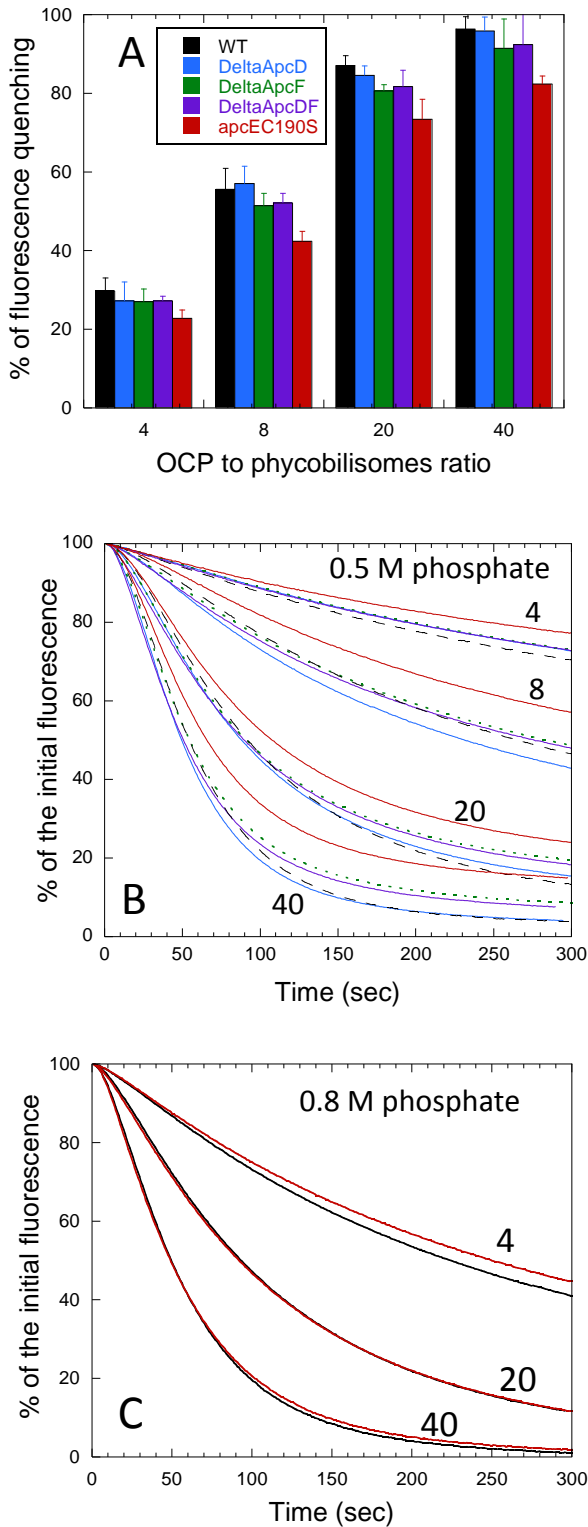 A
WT
DeltaApcD
DeltaApcF
DeltaApcDF
apcEC190S
% of fluorescence quenching
100
80
60
40
20
0
4 8 20 40
OCP to phycobilisomes ratio
0.5 M phosphate
4
8
20
40
B
% of the initial fluorescence
100
80
60
40
20
0
0 50 100 150 200 250 300
Time (sec)
0.8 M phosphate
4
20
40
C
% of the initial fluorescence
100
80
60
40
20
0
0 50 100 150 200 250 300
Time (sec)